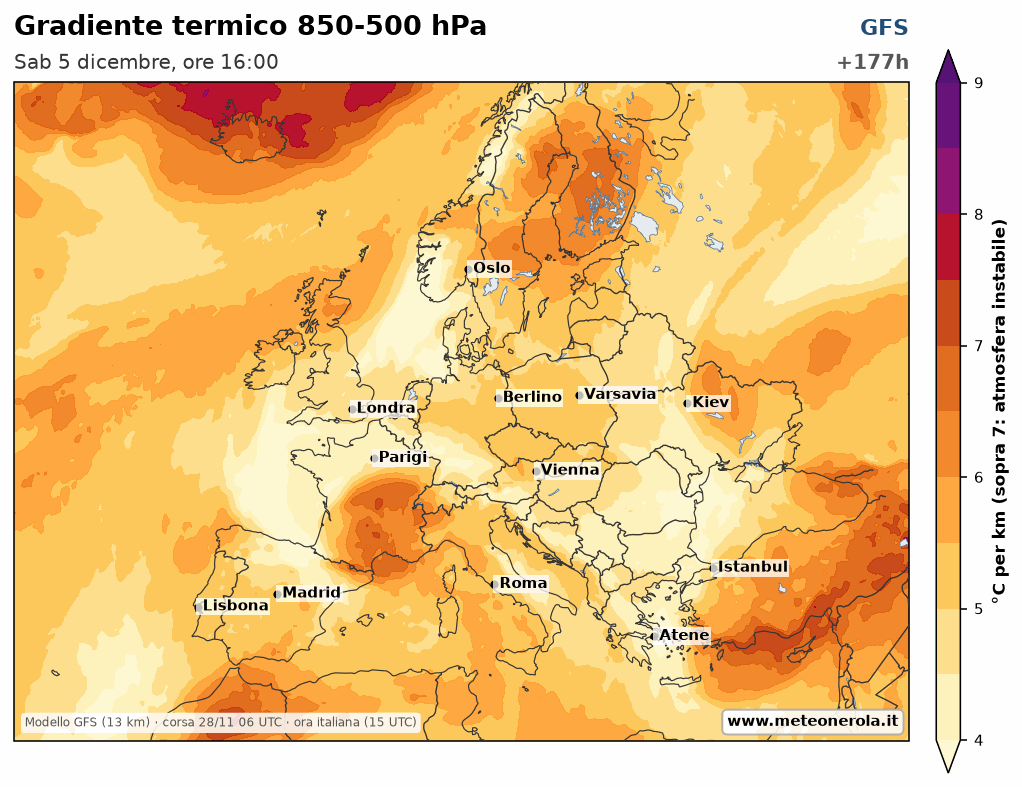 Gradiente termico 850-500 hPa
GFS
Sab 5 dicembre, ore 16:00
+177h
Oslo
Londra
Berlino
Varsavia
Kiev
Parigi
Vienna
Istanbul
Madrid
Roma
Lisbona
Atene
Modello GFS (13 km) · corsa 28/11 06 UTC · ora italiana (15 UTC)
www.meteonerola.it
9
8
7
6
5
4
°C per km (sopra 7: atmosfera instabile)